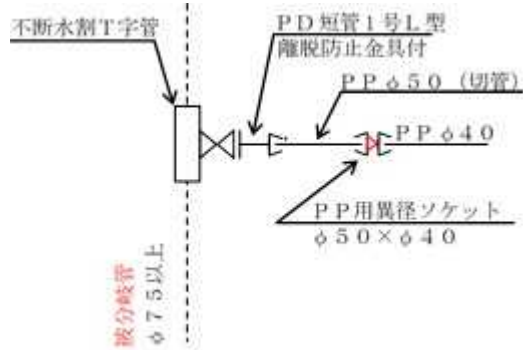 不断水割T字管
PD短管1号L型
離脱防止金具付
PPφ50（切管）
PPφ40
PP用異径ソケット
φ50×φ40
被分岐管
φ75以上